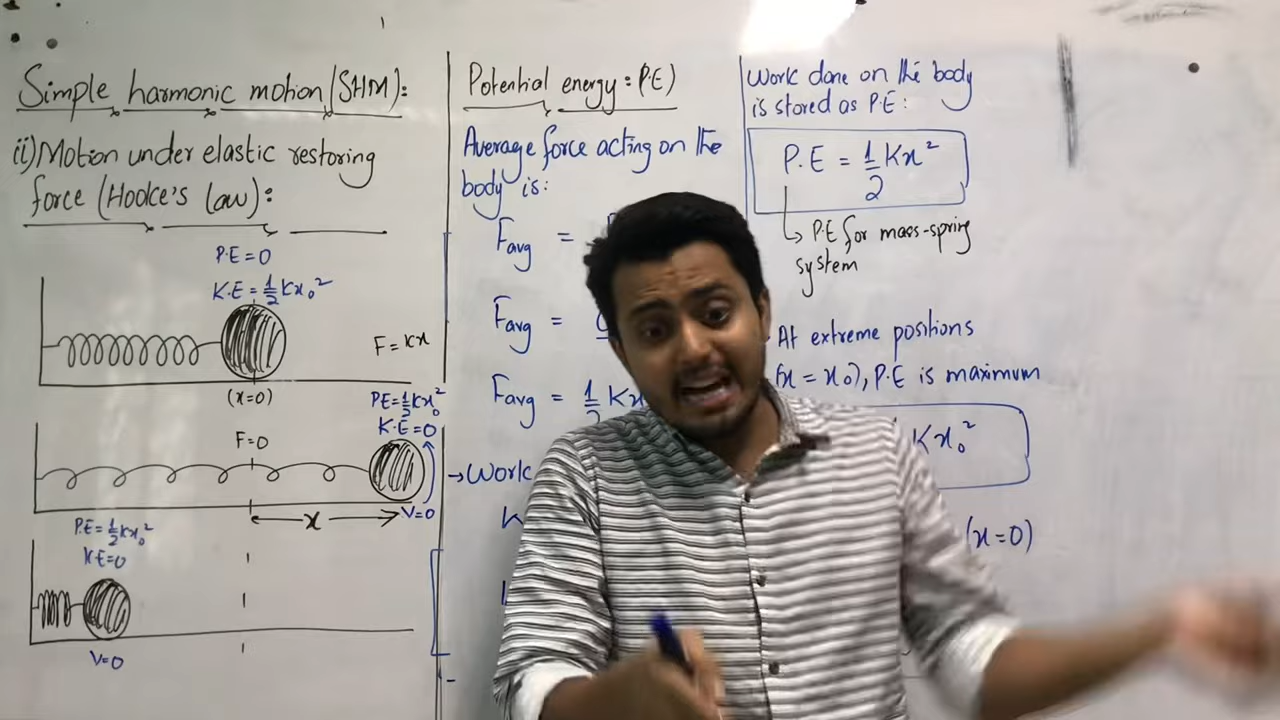 Simple harmonic motion (SHM):
ii) Motion under elastic restoring
force (Hooke's law):
P.E = 0
K.E = 1/2 Kx₀²
F = Kx
(x=0)
PE = 1/2 Kx₀²
K.E = 0
F = 0
x
V=0
P.E = 1/2 Kx₀²
K.E = 0
V=0
Potential energy: P.E)
Average force acting on the
body is:
Favg =
Favg =
Favg = 1/2 Kx
→ Work
Work done on the body
is stored as P.E:
P.E = 1/2 Kx²
↳ P.E for mass-spring
system
At extreme positions
(x = x₀), P.E is maximum
Kx₀²
(x=0)